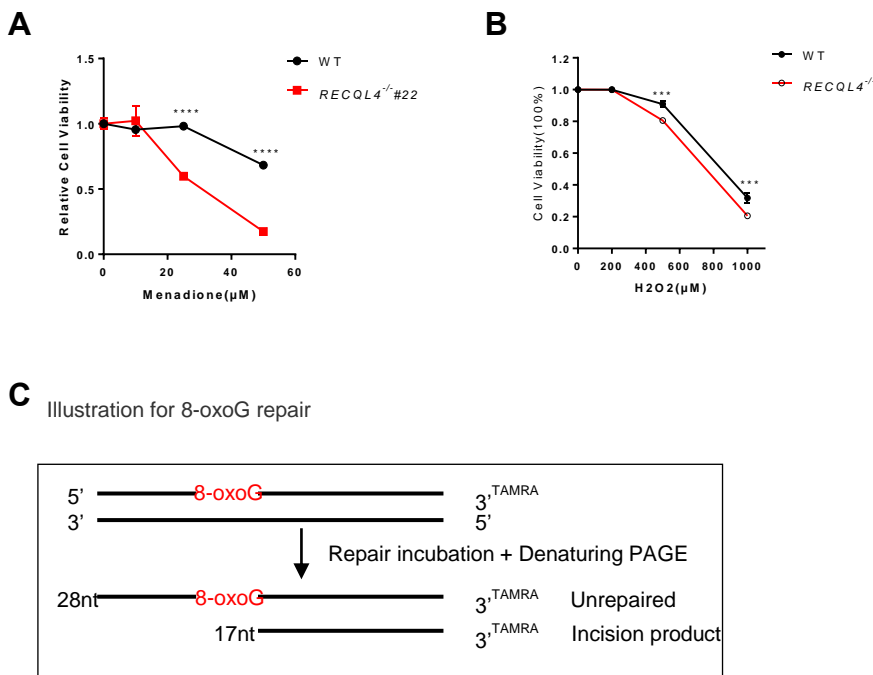 A
1.5
1.0
0.5
0.0
Relative Cell Viability
0 20 40 60
Menadione(µM)
****
****
WT
RECQL4-/-#22
B
1.2
1.0
0.8
0.6
0.4
0.2
0.0
Cell Viability(100%)
0 200 400 600 800 1000
H2O2(µM)
***
***
WT
RECQL4-/-
C
Illustration for 8-oxoG repair
5’ 8-oxoG 3’TAMRA
3’ 5’
Repair incubation + Denaturing PAGE
28nt 8-oxoG 3’TAMRA Unrepaired
17nt 3’TAMRA Incision product